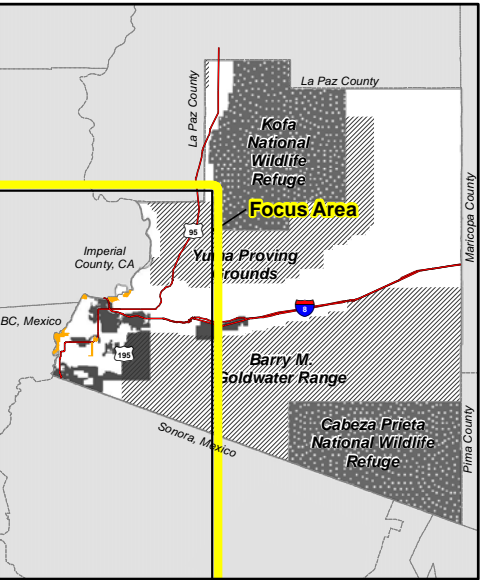 La Paz County
La Paz County
Kofa
National
Wildlife
Refuge
Maricopa County
Focus Area
95
Imperial
County, CA
Yuma Proving
Grounds
BC, Mexico
8
195
Barry M.
Goldwater Range
Sonora, Mexico
Cabeza Prieta
National Wildlife
Refuge
Pima County